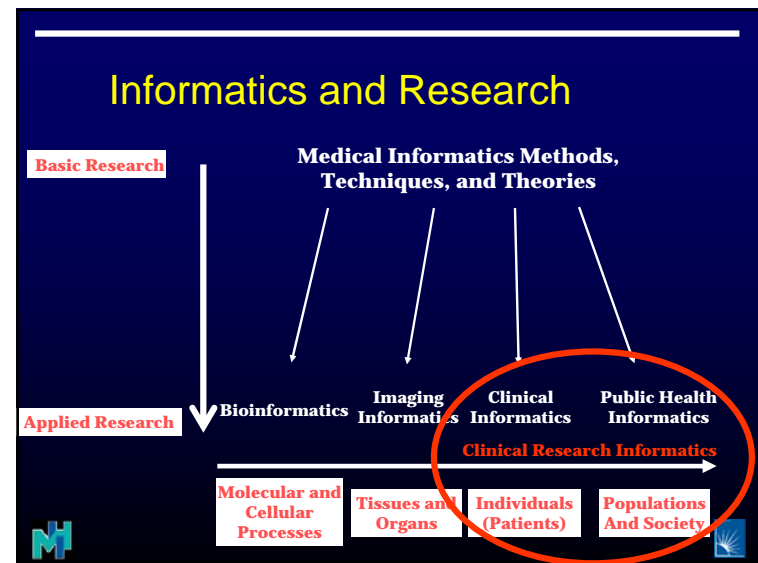 Informatics and Research
Basic Research
Medical Informatics Methods,
Techniques, and Theories
Applied Research
Bioinformatics
Imaging
Informatics
Clinical
Informatics
Public Health
Informatics
Clinical Research Informatics
Molecular and
Cellular
Processes
Tissues and
Organs
Individuals
(Patients)
Populations
And Society